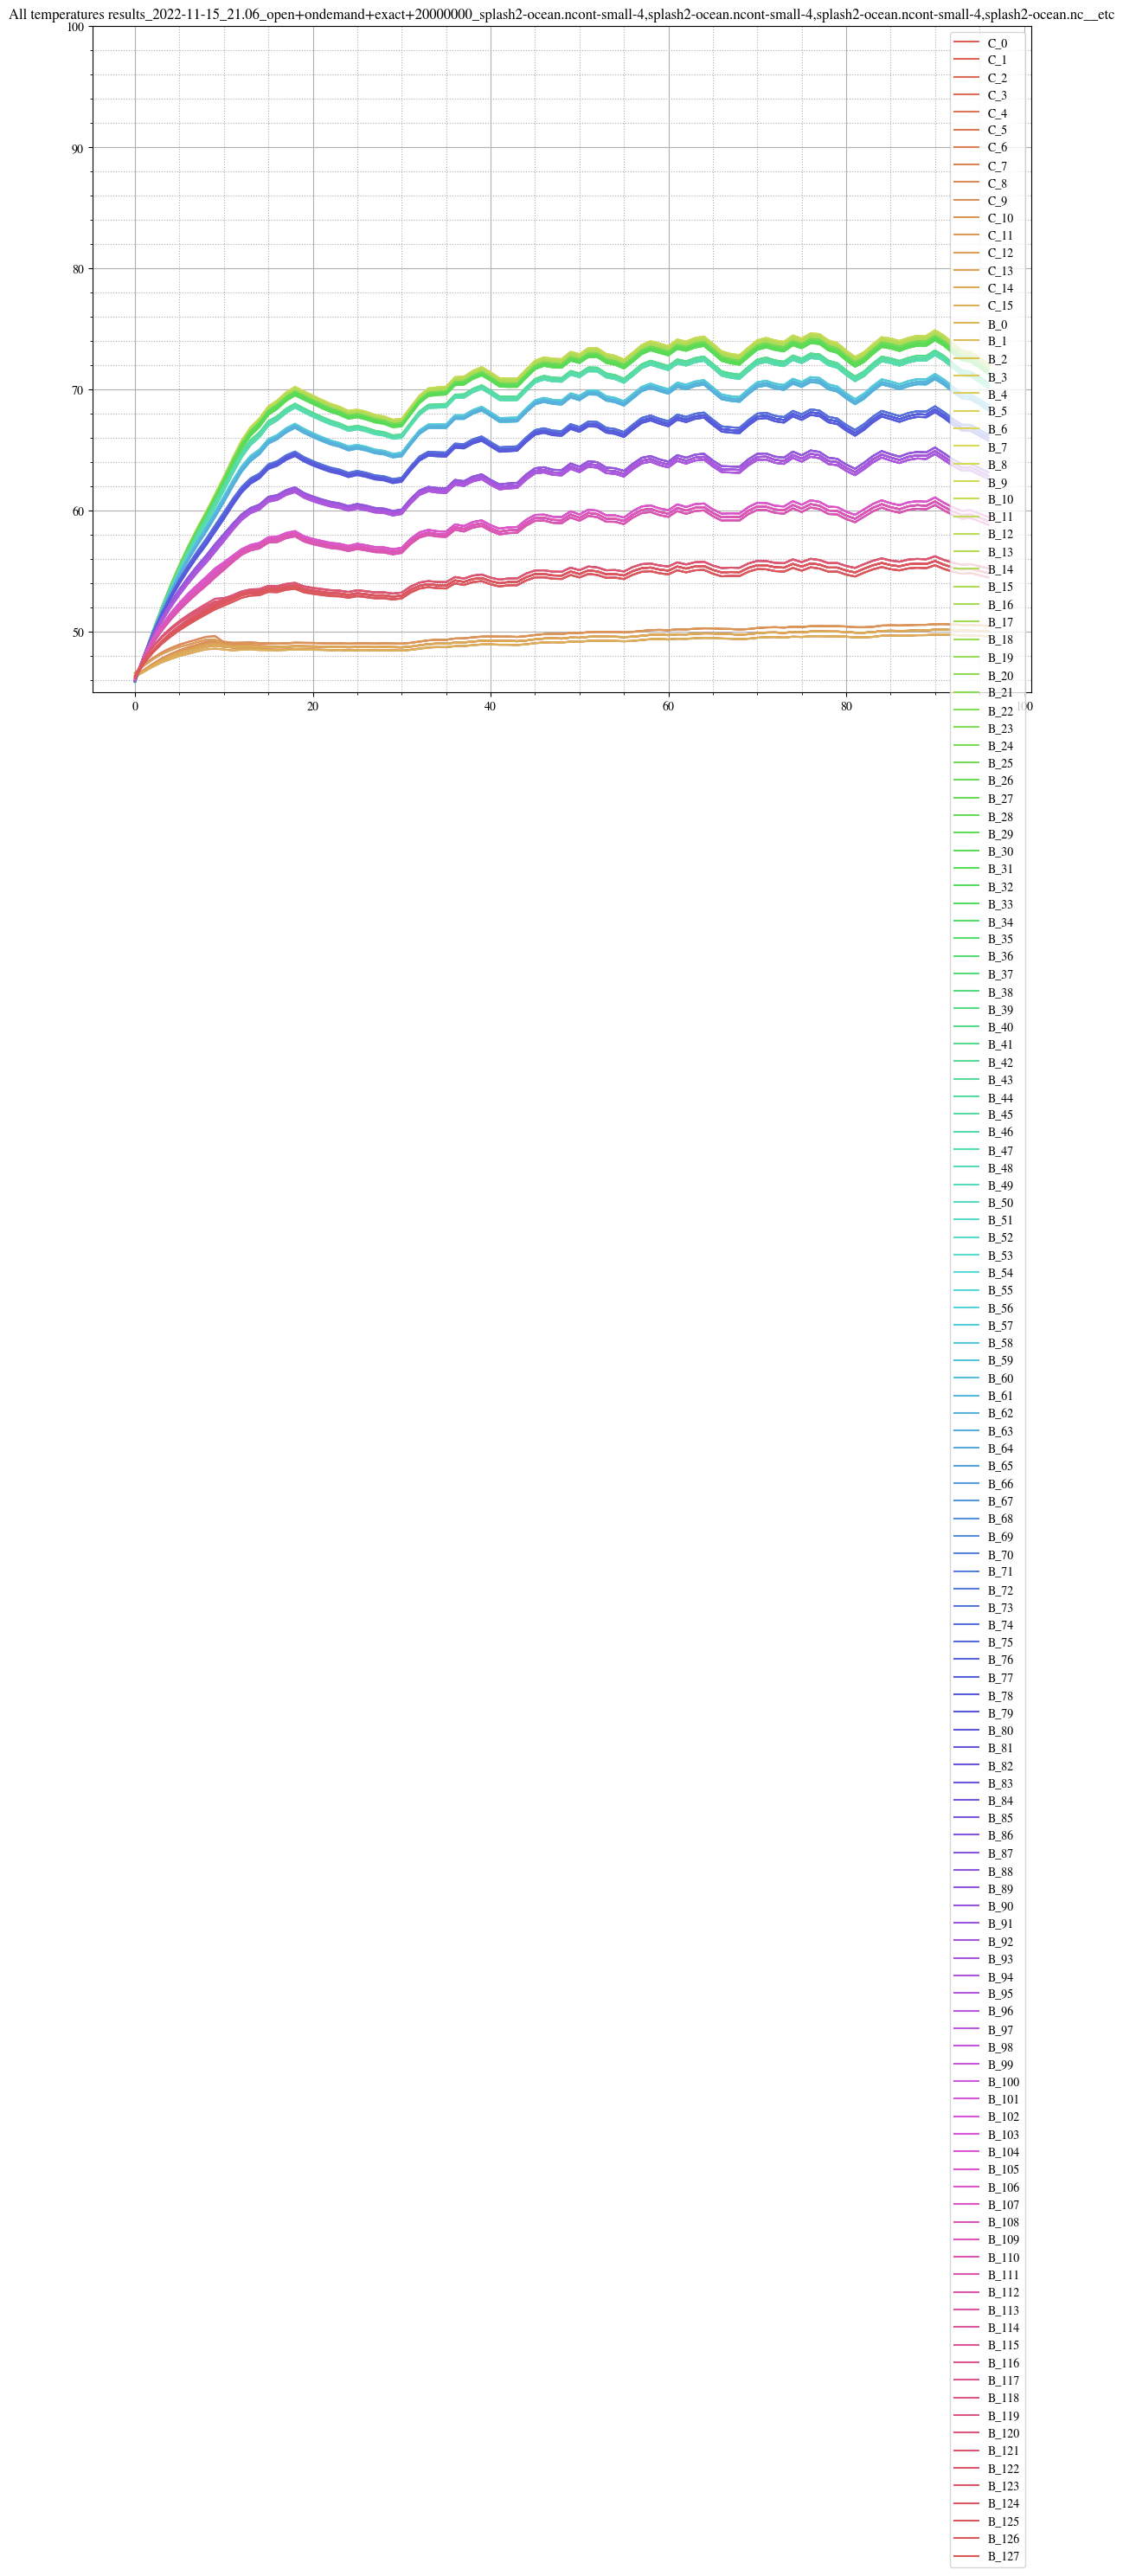 All temperatures results_2022-11-15_21.06_open+ondemand+exact+20000000_splash2-ocean.ncont-small-4,splash2-ocean.ncont-small-4,splash2-ocean.ncont-small-4,splash2-ocean.nc__etc
100
90
80
70
60
50
0
20
40
60
80
100
C_0
C_1
C_2
C_3
C_4
C_5
C_6
C_7
C_8
C_9
C_10
C_11
C_12
C_13
C_14
C_15
B_0
B_1
B_2
B_3
B_4
B_5
B_6
B_7
B_8
B_9
B_10
B_11
B_12
B_13
B_14
B_15
B_16
B_17
B_18
B_19
B_20
B_21
B_22
B_23
B_24
B_25
B_26
B_27
B_28
B_29
B_30
B_31
B_32
B_33
B_34
B_35
B_36
B_37
B_38
B_39
B_40
B_41
B_42
B_43
B_44
B_45
B_46
B_47
B_48
B_49
B_50
B_51
B_52
B_53
B_54
B_55
B_56
B_57
B_58
B_59
B_60
B_61
B_62
B_63
B_64
B_65
B_66
B_67
B_68
B_69
B_70
B_71
B_72
B_73
B_74
B_75
B_76
B_77
B_78
B_79
B_80
B_81
B_82
B_83
B_84
B_85
B_86
B_87
B_88
B_89
B_90
B_91
B_92
B_93
B_94
B_95
B_96
B_97
B_98
B_99
B_100
B_101
B_102
B_103
B_104
B_105
B_106
B_107
B_108
B_109
B_110
B_111
B_112
B_113
B_114
B_115
B_116
B_117
B_118
B_119
B_120
B_121
B_122
B_123
B_124
B_125
B_126
B_127